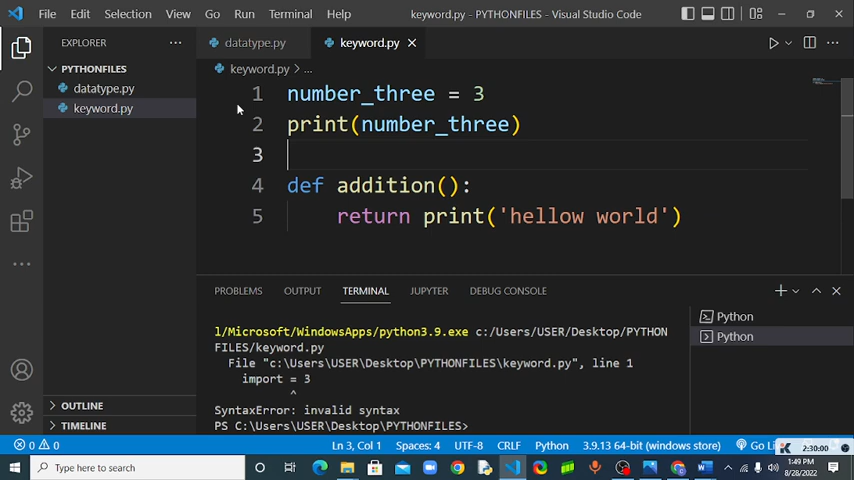 File Edit Selection View Go Run Terminal Help keyword.py - PYTHONFILES - Visual Studio Code
EXPLORER ... datatype.py keyword.py
PYTHONFILES
datatype.py
keyword.py
keyword.py > ...
1 number_three = 3
2 print(number_three)
3
4 def addition():
5     return print('hellow world')
PROBLEMS OUTPUT TERMINAL JUPYTER DEBUG CONSOLE
l/Microsoft/WindowsApps/python3.9.exe c:/Users/USER/Desktop/PYTHON
FILES/keyword.py
  File "c:\Users\USER\Desktop\PYTHONFILES\keyword.py", line 1
    import = 3
           ^
SyntaxError: invalid syntax
PS C:\Users\USER\Desktop\PYTHONFILES>
Python
Python
OUTLINE
TIMELINE
0 0 Ln 3, Col 1 Spaces: 4 UTF-8 CRLF Python 3.9.13 64-bit (windows store) Go Li
K 2:30:00
Type here to search
1:49 PM
8/28/2022